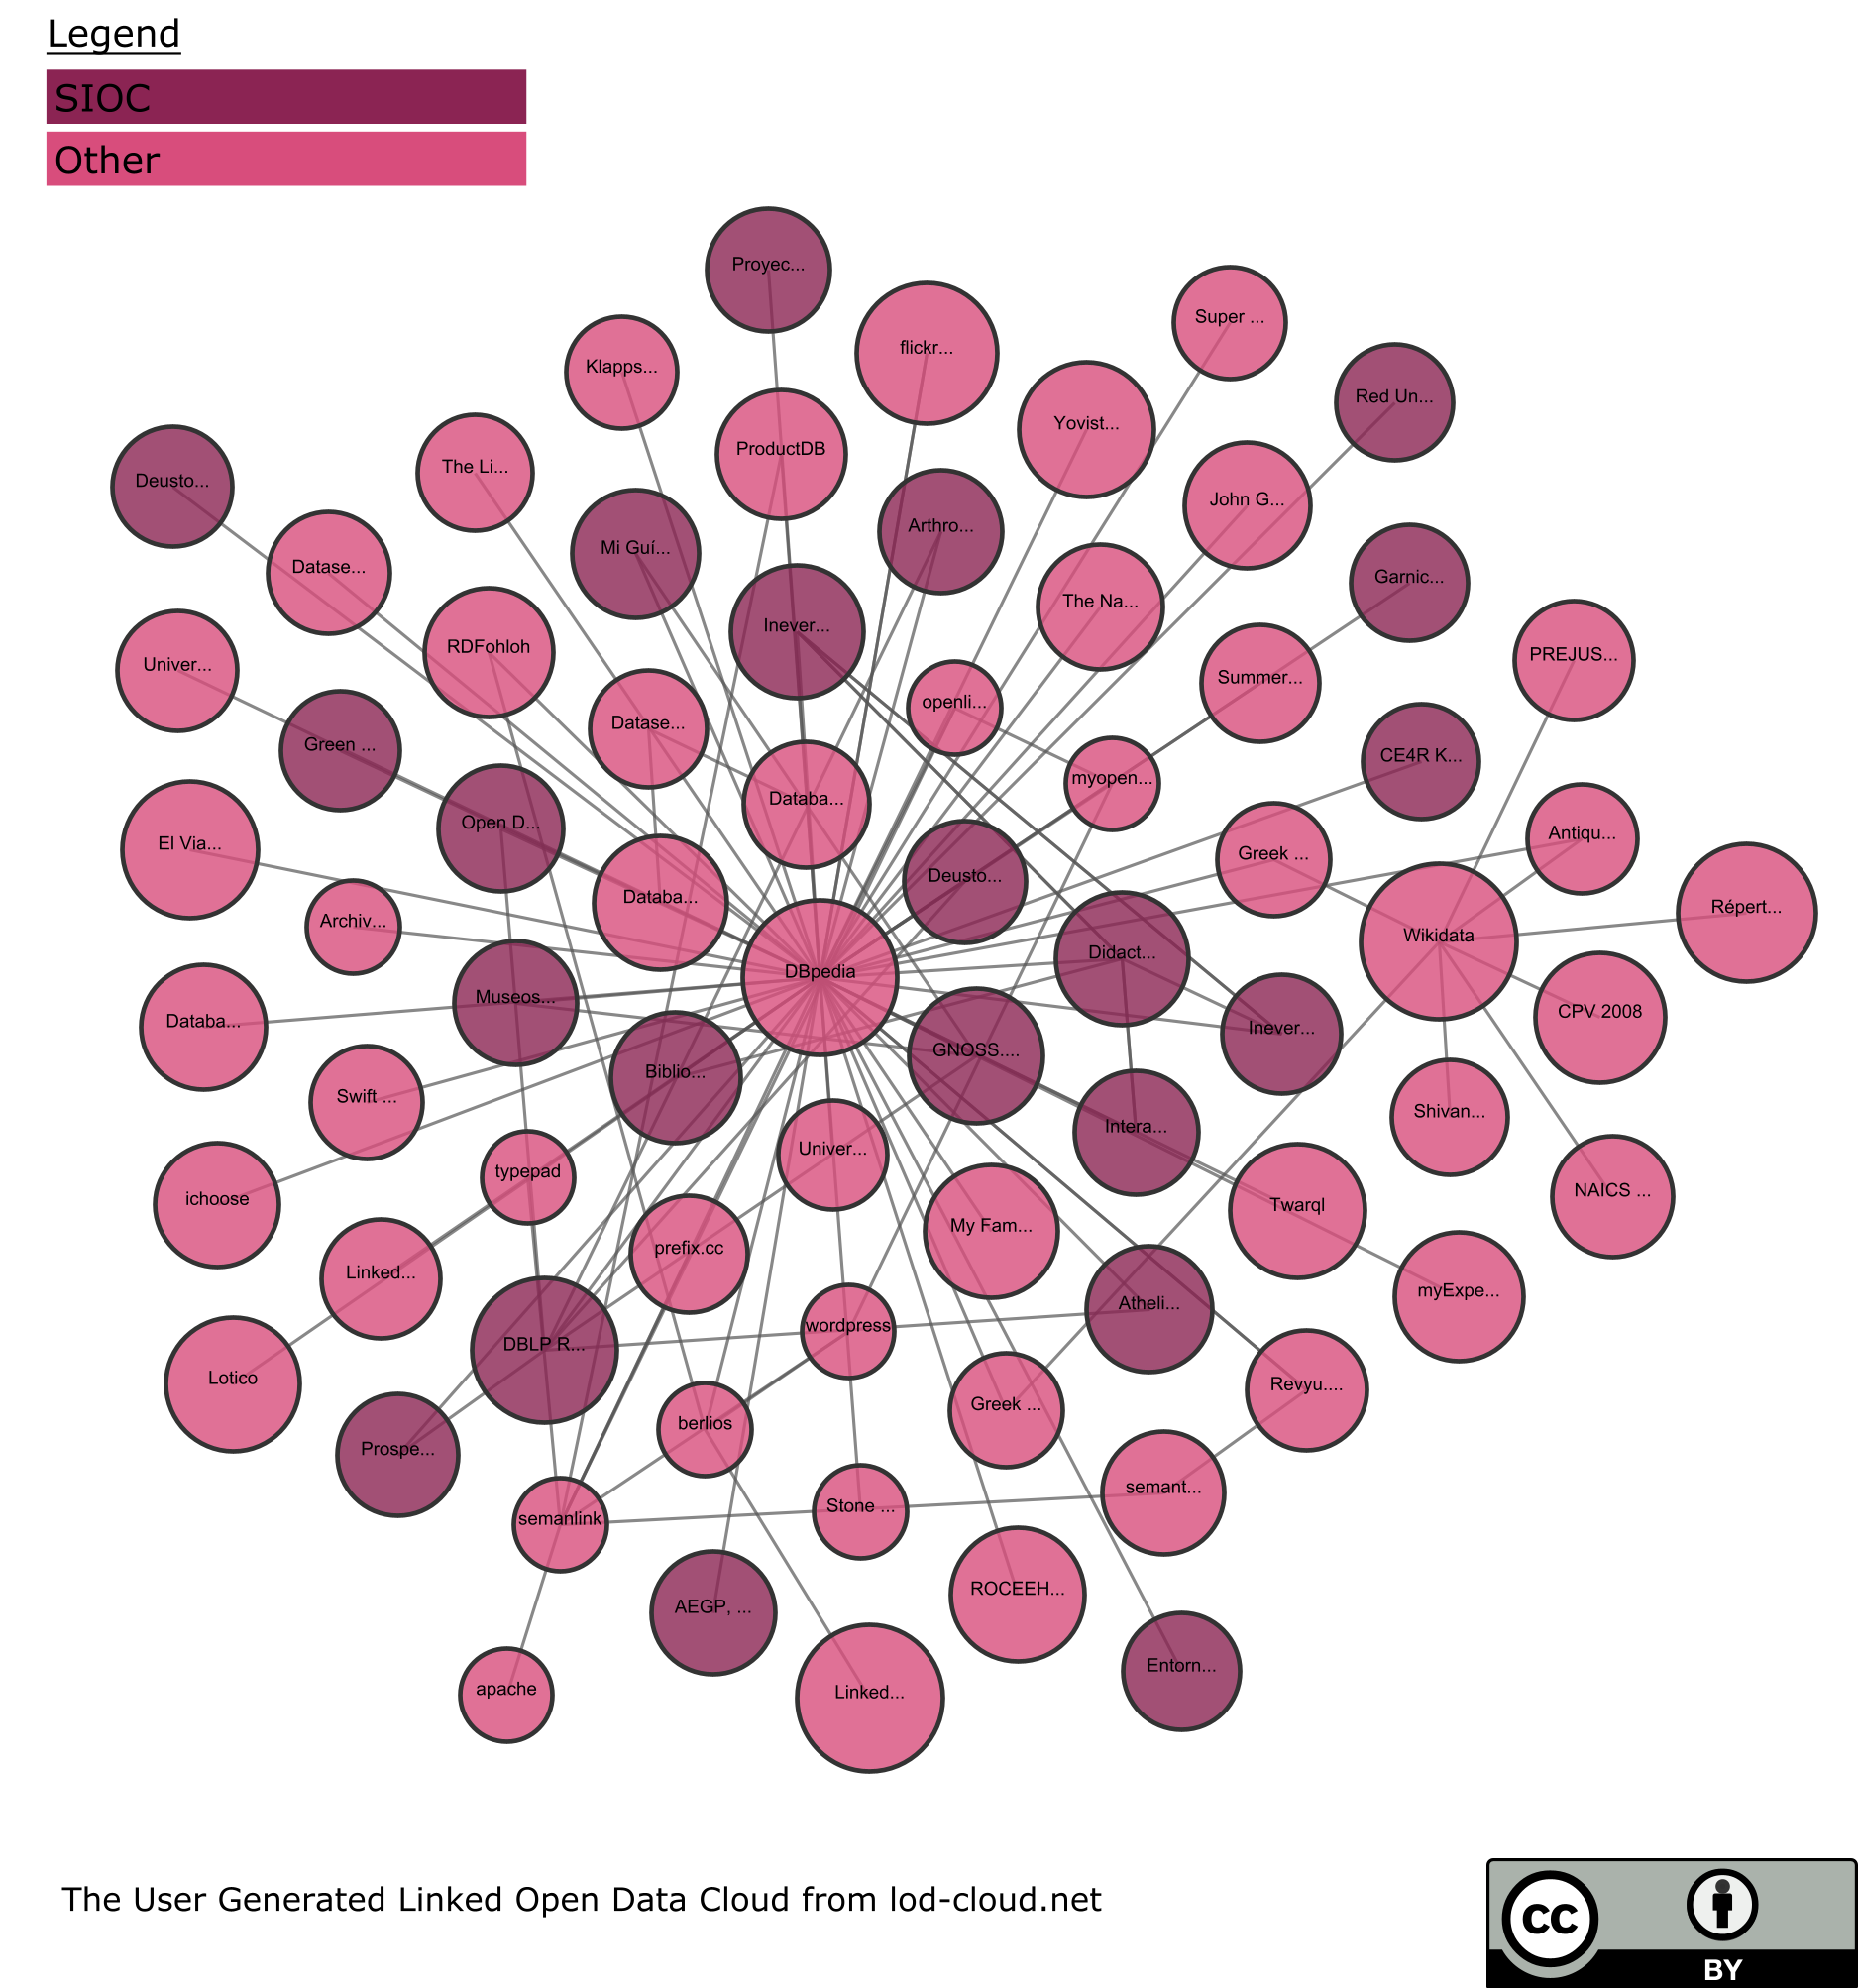 Legend
SIOC
Other
Proyec...
flickr...
Super ...
Klapps...
Red Un...
Yovist...
ProductDB
The Li...
Deusto...
John G...
Arthro...
Mi Guí...
Datase...
Garnic...
The Na...
Inever...
RDFohloh
PREJUS...
Univer...
Summer...
openli...
Datase...
Green ...
CE4R K...
myopen...
Databa...
Open D...
Antiqu...
El Via...
Greek ...
Deusto...
Databa...
Répert...
Archiv...
Wikidata
Didact...
DBpedia
Museos...
CPV 2008
Databa...
Inever...
GNOSS....
Biblio...
Swift ...
Shivan...
Intera...
Univer...
typepad
NAICS ...
ichoose
Twarql
My Fam...
prefix.cc
Linked...
myExpe...
Atheli...
wordpress
DBLP R...
Lotico
Revyu....
Greek ...
berlios
Prospe...
semant...
Stone ...
semanlink
ROCEEH...
AEGP, ...
Entorn...
apache
Linked...
The User Generated Linked Open Data Cloud from lod-cloud.net
cc
BY